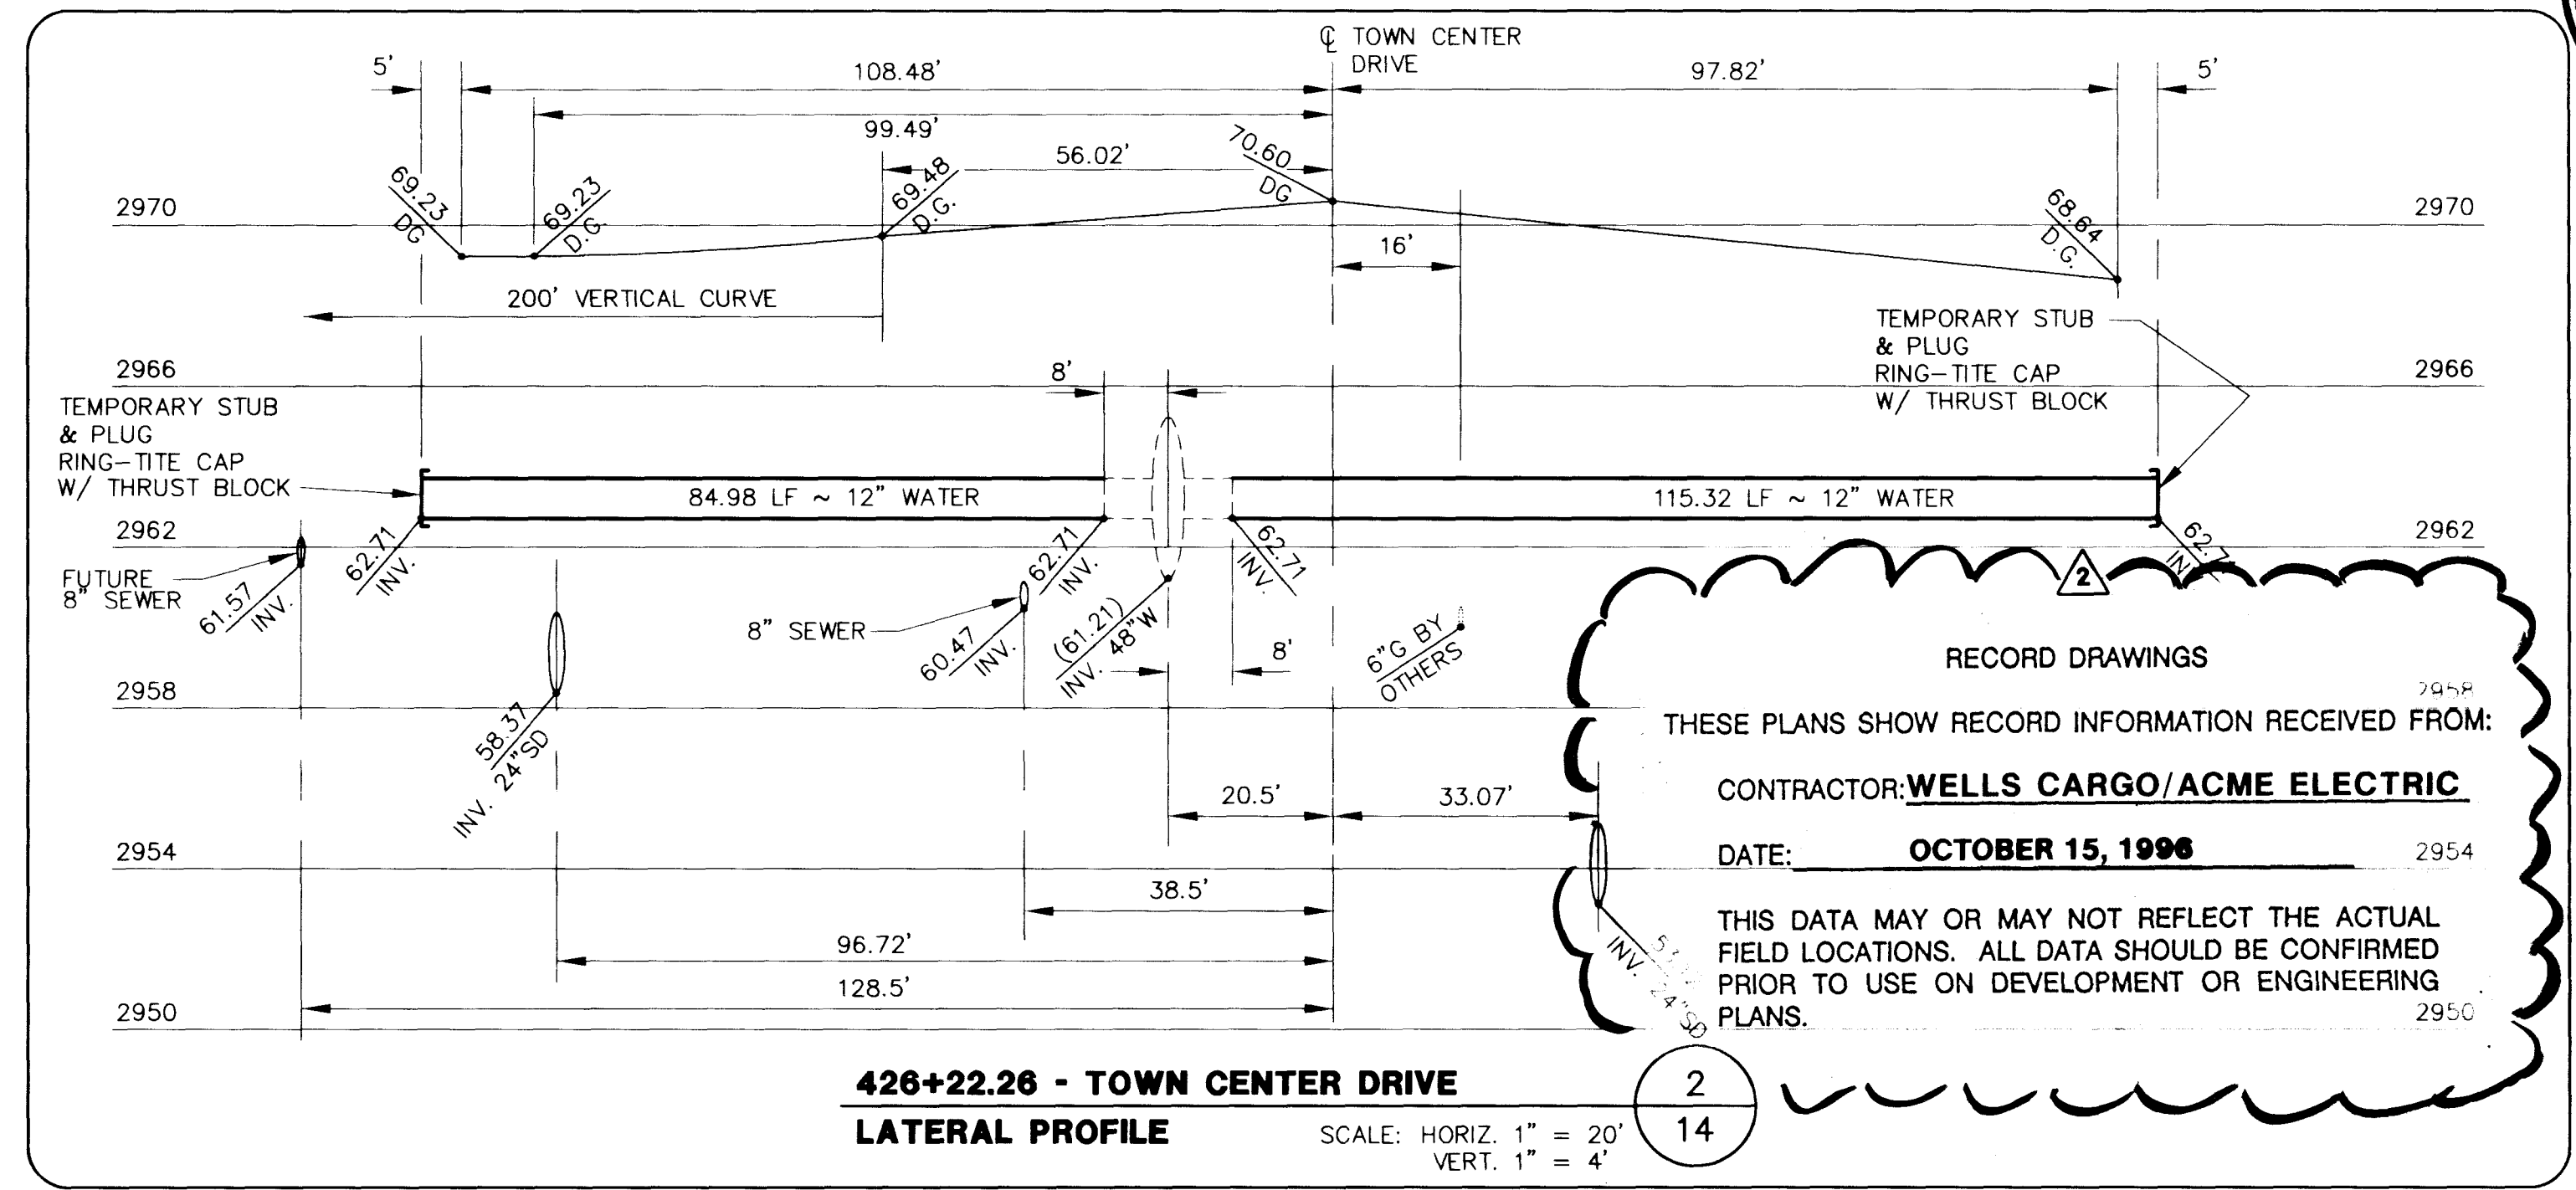 ℄ TOWN CENTER
DRIVE
5'
108.48'
97.82'
5'
99.49'
56.02'
69.23
DG
69.23
D.G.
69.48
D.G.
70.60
DG
68.64
D.G.
2970
2970
16'
200' VERTICAL CURVE
TEMPORARY STUB
& PLUG
RING-TITE CAP
W/ THRUST BLOCK
2966
2966
8'
TEMPORARY STUB
& PLUG
RING-TITE CAP
W/ THRUST BLOCK
84.98 LF ~ 12" WATER
115.32 LF ~ 12" WATER
2962
2962
62.71
INV.
62.71
INV.
62.71
INV.
FUTURE
8" SEWER
61.57
INV.
8" SEWER
60.47
INV.
(61.21)
INV. 48"W
8'
6"G BY
OTHERS
2958
2958
58.37
INV. 24"SD
20.5'
33.07'
2954
2954
38.5'
96.72'
128.5'
2950
2950
INV. 24"SD
2
RECORD DRAWINGS
THESE PLANS SHOW RECORD INFORMATION RECEIVED FROM:
CONTRACTOR: WELLS CARGO/ACME ELECTRIC
DATE: OCTOBER 15, 1996
THIS DATA MAY OR MAY NOT REFLECT THE ACTUAL
FIELD LOCATIONS. ALL DATA SHOULD BE CONFIRMED
PRIOR TO USE ON DEVELOPMENT OR ENGINEERING
PLANS.
426+22.26 - TOWN CENTER DRIVE
LATERAL PROFILE
SCALE: HORIZ. 1" = 20'
VERT. 1" = 4'
2
14